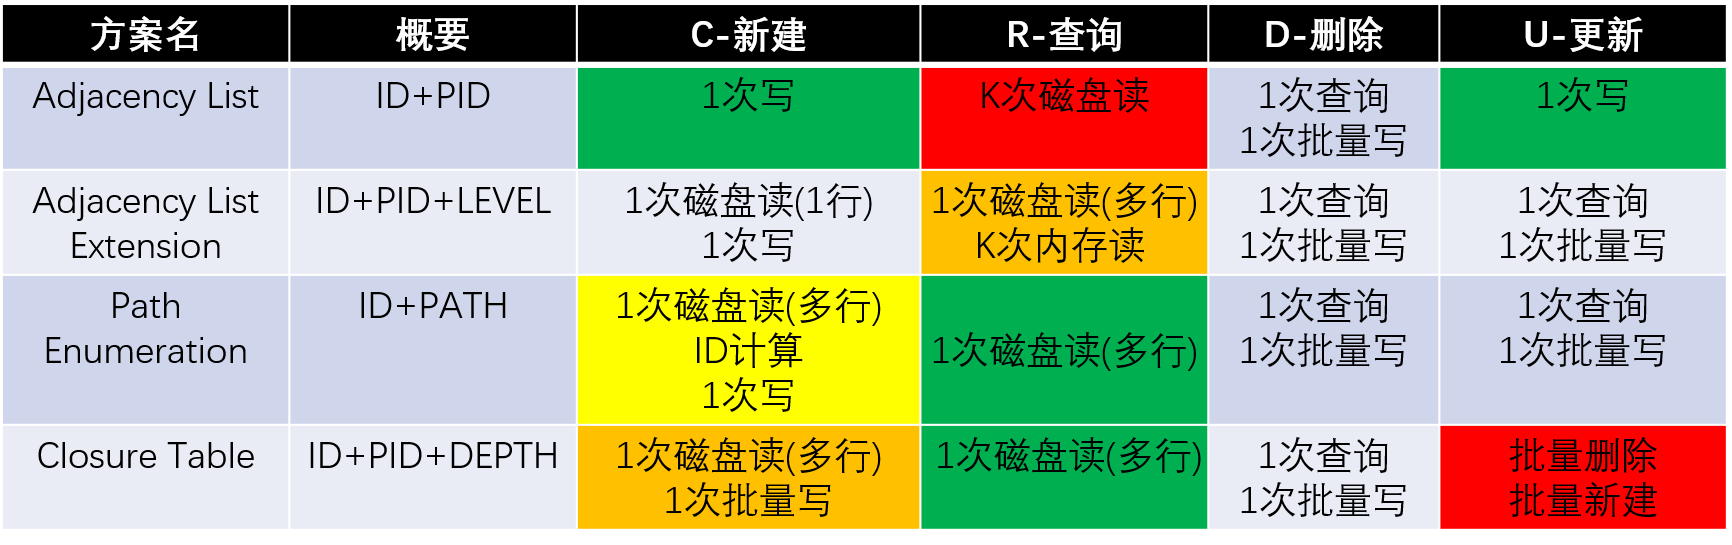 方案名 概要 C-新建 R-查询 D-删除 U-更新
Adjacency List ID+PID 1次写 K次磁盘读 1次查询 1次写
1次批量写
Adjacency List ID+PID+LEVEL 1次磁盘读(1行) 1次磁盘读(多行) 1次查询 1次查询
Extension 1次写 K次内存读 1次批量写 1次批量写
Path ID+PATH 1次磁盘读(多行) 1次查询 1次查询
Enumeration ID计算 1次磁盘读(多行) 1次批量写 1次批量写
1次写
Closure Table ID+PID+DEPTH 1次磁盘读(多行) 1次磁盘读(多行) 1次查询 批量删除
1次批量写 1次批量写 批量新建